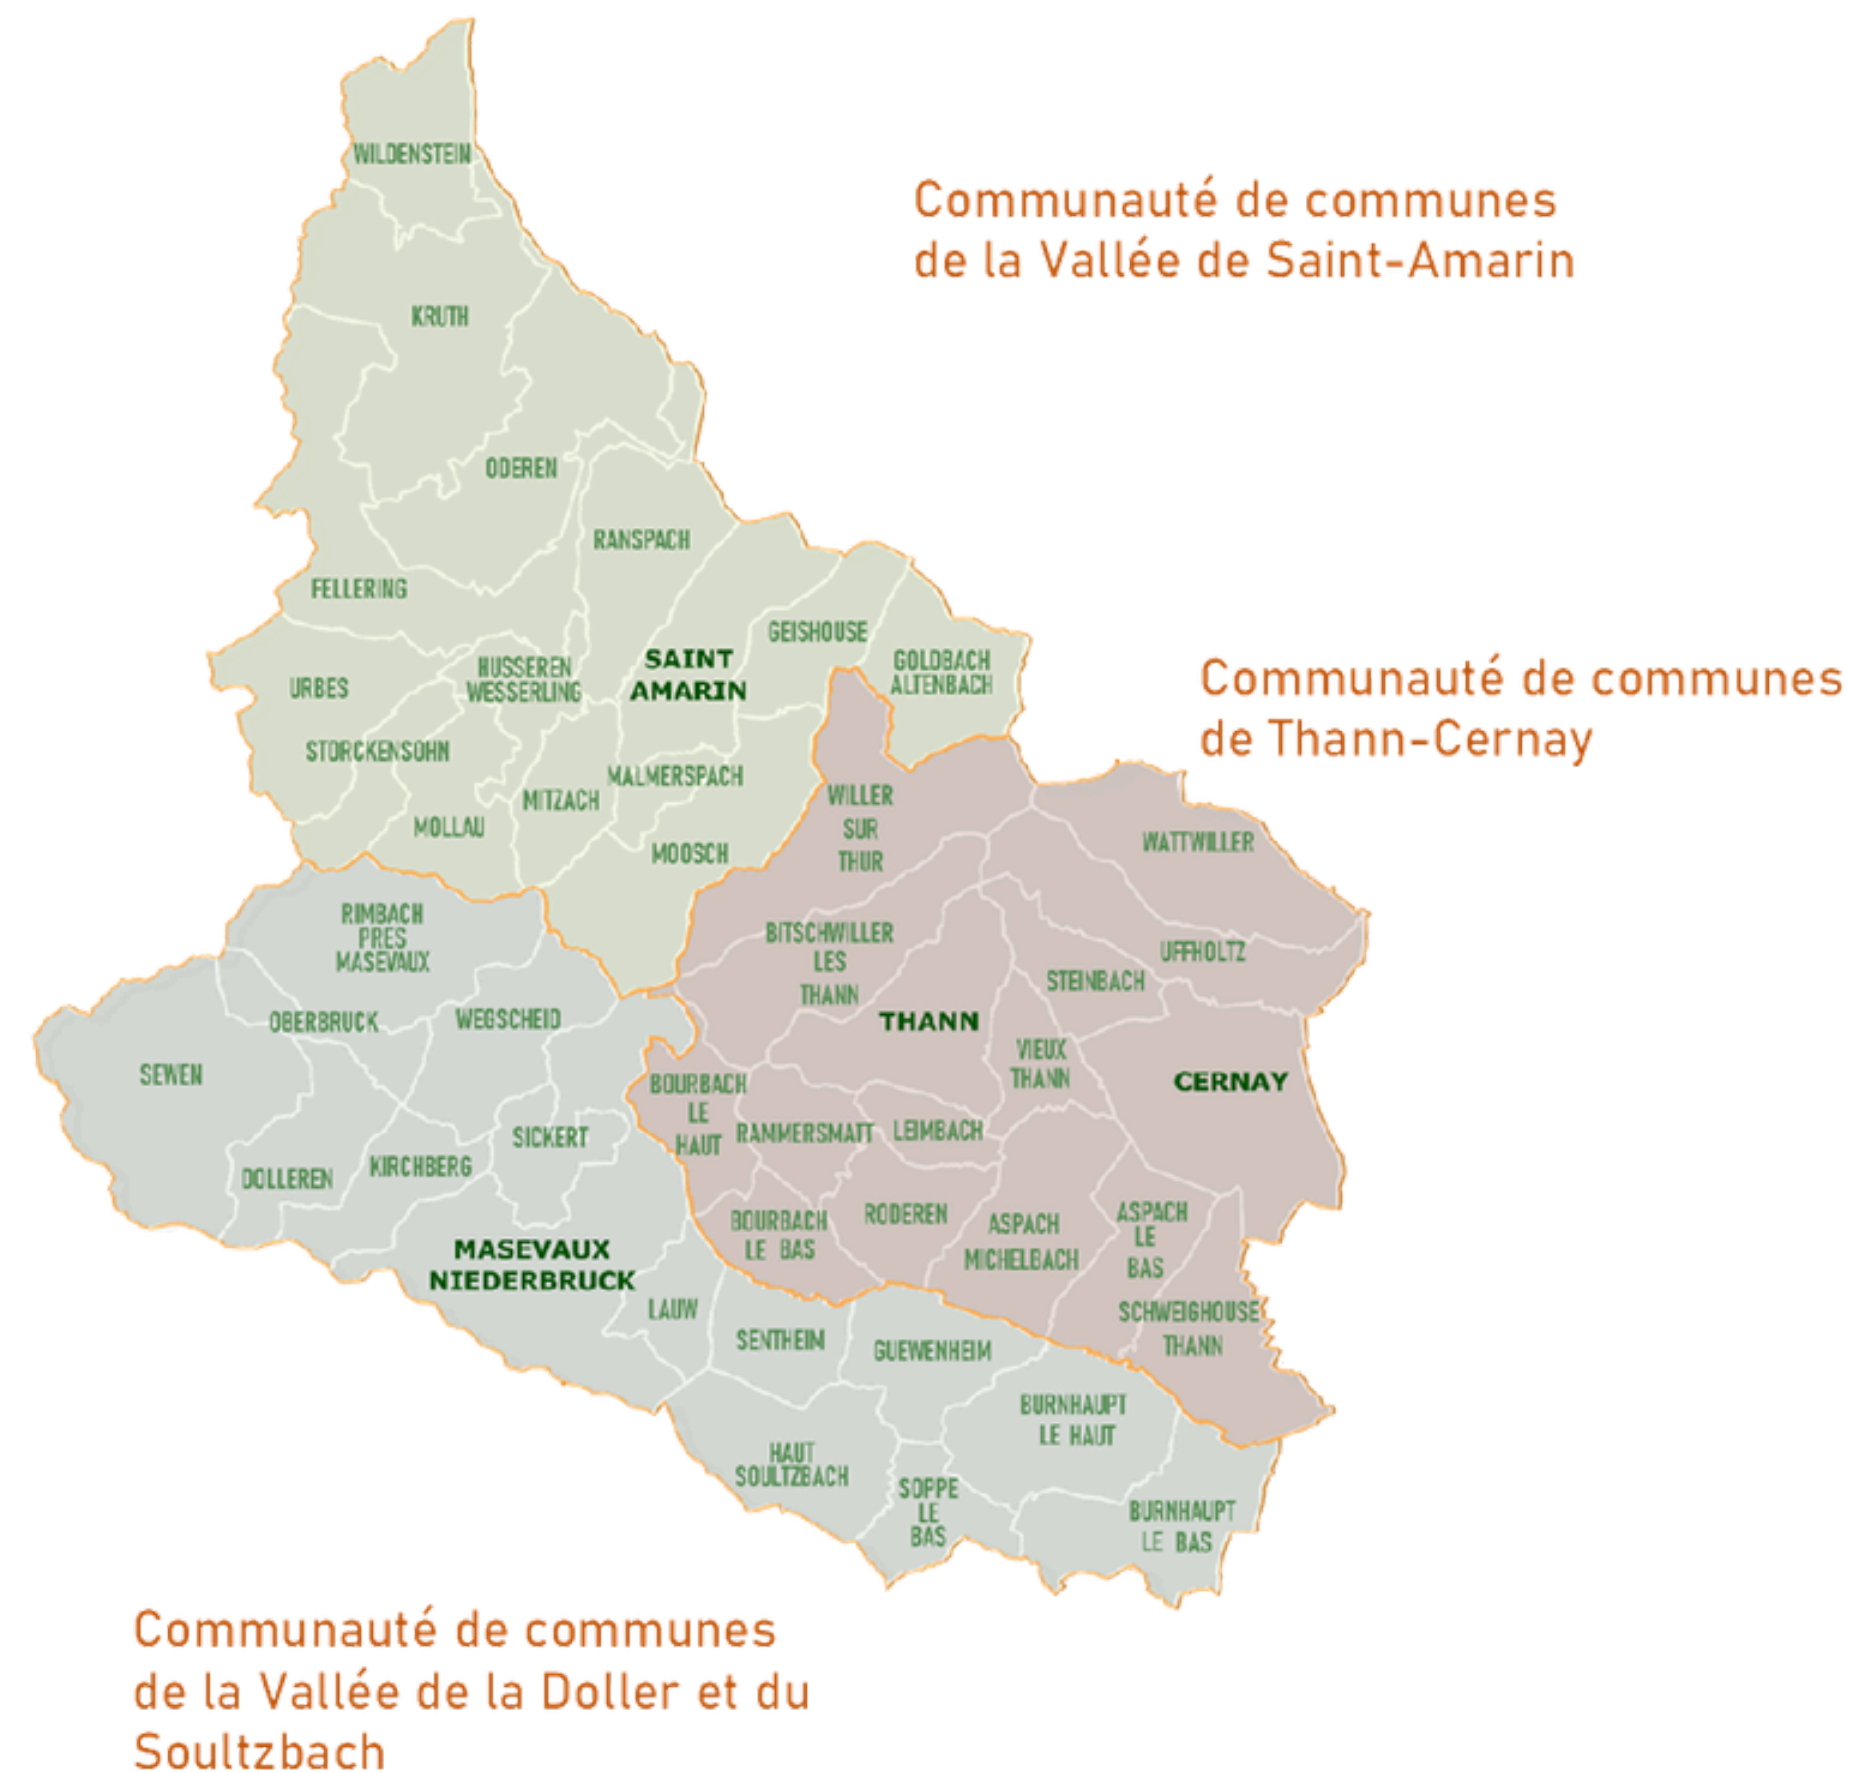 WILDENSTEIN
Communauté de communes
de la Vallée de Saint-Amarin
KRUTH
ODEREN
RANSPACH
FELLERING
GEISHOUSE
SAINT
AMARIN
GOLDBACH
ALTENBACH
HUSSEREN
WESSERLING
URBES
Communauté de communes
de Thann-Cernay
STORCKENSOHN
MALMERSPACH
MITZACH
MOLLAU
MOOSCH
WILLER
SUR
THUR
WATTWILLER
RIMBACH
PRES
MASEVAUX
BITSCHWILLER
LES
THANN
UFFHOLTZ
STEINBACH
OBERBRUCK
WEGSCHEID
THANN
SEWEN
VIEUX
THANN
CERNAY
BOURBACH
LE
HAUT
RAMMERSMATT
LEIMBACH
SICKERT
DOLLEREN
KIRCHBERG
BOURBACH
LE BAS
RODEREN
ASPACH
MICHELBACH
ASPACH
LE
BAS
MASEVAUX
NIEDERBRUCK
LAUW
SENTHEIM
GUEWENHEIM
SCHWEIGHOUSE
THANN
BURNHAUPT
LE HAUT
HAUT
SOULTZBACH
SOPPE
LE
BAS
BURNHAUPT
LE BAS
Communauté de communes
de la Vallée de la Doller et du
Soultzbach